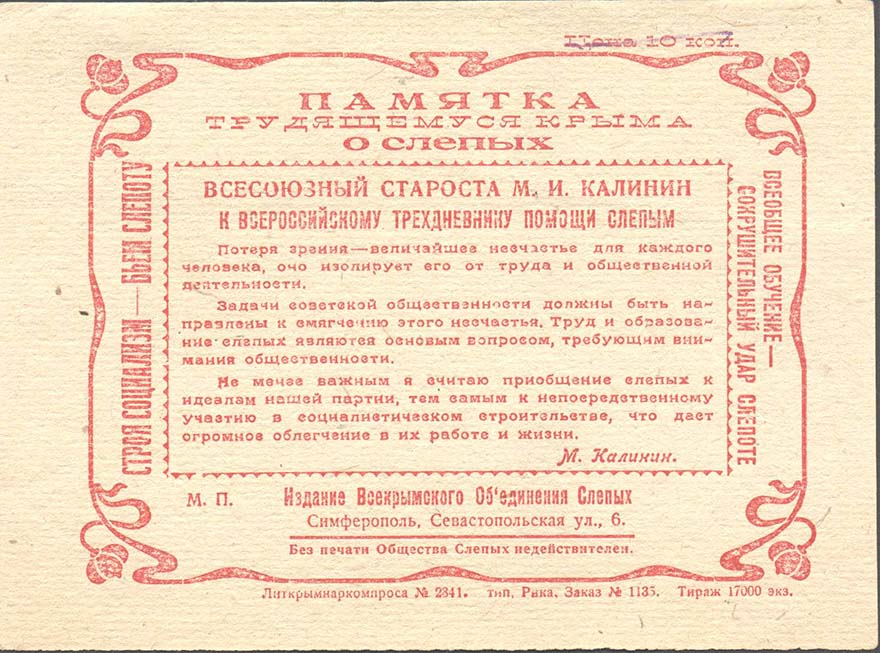 Цена 10 коп.
ПАМЯТКА
ТРУДЯЩЕМУСЯ КРЫМА
О СЛЕПЫХ
СТРОЯ СОЦИАЛИЗМ — БЬЕМ СЛЕПОТУ
ВСЕОБЩЕЕ ОБУЧЕНИЕ—
СОКРУШИТЕЛЬНЫЙ УДАР СЛЕПОТЕ
ВСЕСОЮЗНЫЙ СТАРОСТА М. И. КАЛИНИН
К ВСЕРОССИЙСКОМУ ТРЕХДНЕВНИКУ ПОМОЩИ СЛЕПЫМ
Потеря зрения—величайшее несчастье для каждого
человека, оно изолирует его от труда и общественной
деятельности.
Задачи советской общественности должны быть на-
правлены к смягчению этого несчастья. Труд и образова-
ние слепых являются основым вопросом, требующим вни-
мания общественности.
Не менее важным я считаю приобщение слепых к
идеалам нашей партии, тем самым к непосредственному
участию в социалистическом строительстве, что дает
огромное облегчение в их работе и жизни.
М. Калинин.
М. П.
Издание Всекрымского Об'единения Слепых
Симферополь, Севастопольская ул., 6.
Без печати Общества Слепых недействителен.
Литкрымнаркомпроса № 2341. тип. Рика. Заказ № 1135. Тираж 17000 экз.